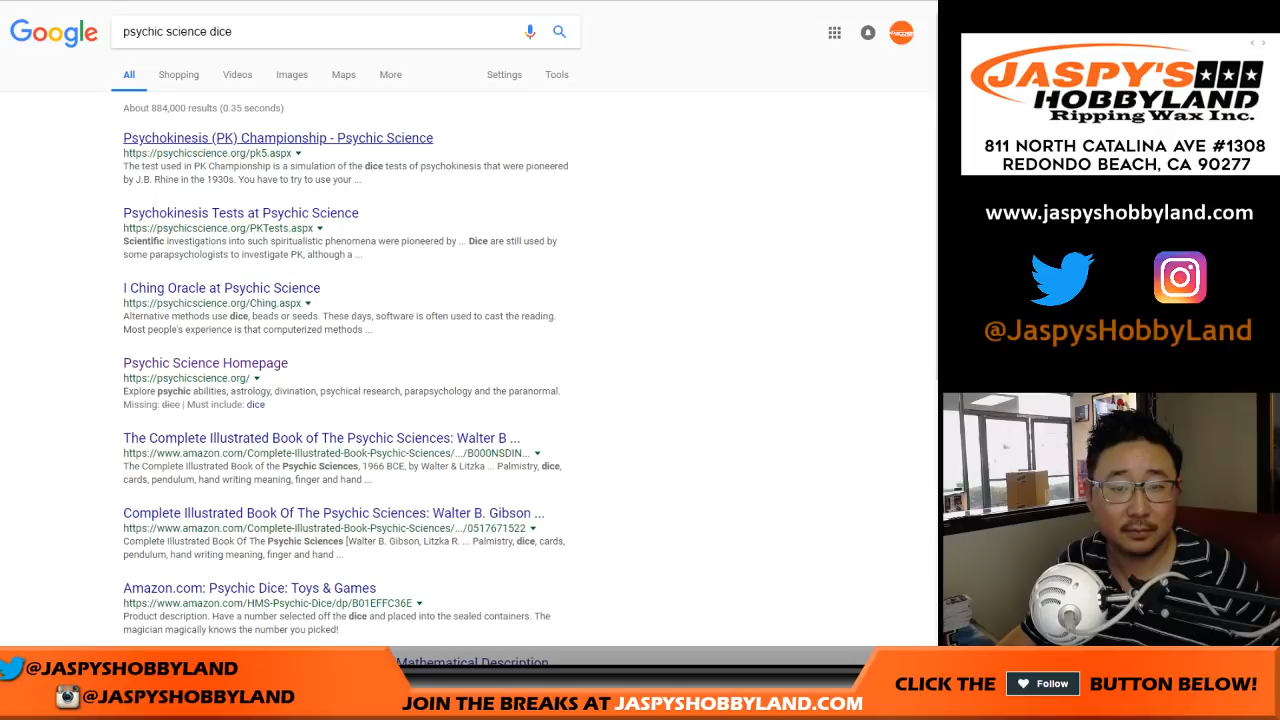 Google
psychic science dice
All Shopping Videos Images Maps More Settings Tools
About 884,000 results (0.35 seconds)
Psychokinesis (PK) Championship - Psychic Science
https://psychicscience.org/pk5.aspx
The test used in PK Championship is a simulation of the dice tests of psychokinesis that were pioneered
by J.B. Rhine in the 1930s. You have to try to use your ...
Psychokinesis Tests at Psychic Science
https://psychicscience.org/PKTests.aspx
Scientific investigations into such spiritualistic phenomena were pioneered by ... Dice are still used by
some parapsychologists to investigate PK, although a ...
I Ching Oracle at Psychic Science
https://psychicscience.org/Ching.aspx
Alternative methods use dice, beads or seeds. These days, software is often used to cast the reading.
Most people's experience is that computerized methods ...
Psychic Science Homepage
https://psychicscience.org/
Explore psychic abilities, astrology, divination, psychical research, parapsychology and the paranormal.
Missing: dice | Must include: dice
The Complete Illustrated Book of The Psychic Sciences: Walter B ...
https://www.amazon.com/Complete-Illustrated-Book-Psychic-Sciences/.../B000NSDIN...
The Complete Illustrated Book of the Psychic Sciences, 1966 BCE, by Walter & Litzka ... Palmistry, dice,
cards, pendulum, hand writing meaning, finger and hand ...
Complete Illustrated Book Of The Psychic Sciences: Walter B. Gibson ...
https://www.amazon.com/Complete-Illustrated-Book-Psychic-Sciences/.../0517671522
Complete Illustrated Book Of The Psychic Sciences [Walter B. Gibson, Litzka R. ... Palmistry, dice, cards,
pendulum, hand writing meaning, finger and hand ...
Amazon.com: Psychic Dice: Toys & Games
https://www.amazon.com/HMS-Psychic-Dice/dp/B01EFFC36E
Product description. Have a number selected off the dice and placed into the sealed containers. The
magician magically knows the number you picked!
Mathematical Description
JASPY'S
HOBBYLAND
Ripping Wax Inc.
811 NORTH CATALINA AVE #1308
REDONDO BEACH, CA 90277
www.jaspyshobbyland.com
@JaspysHobbyLand
@JASPYSHOBBYLAND
@JASPYSHOBBYLAND
JOIN THE BREAKS AT JASPYSHOBBYLAND.COM
CLICK THE Follow BUTTON BELOW!